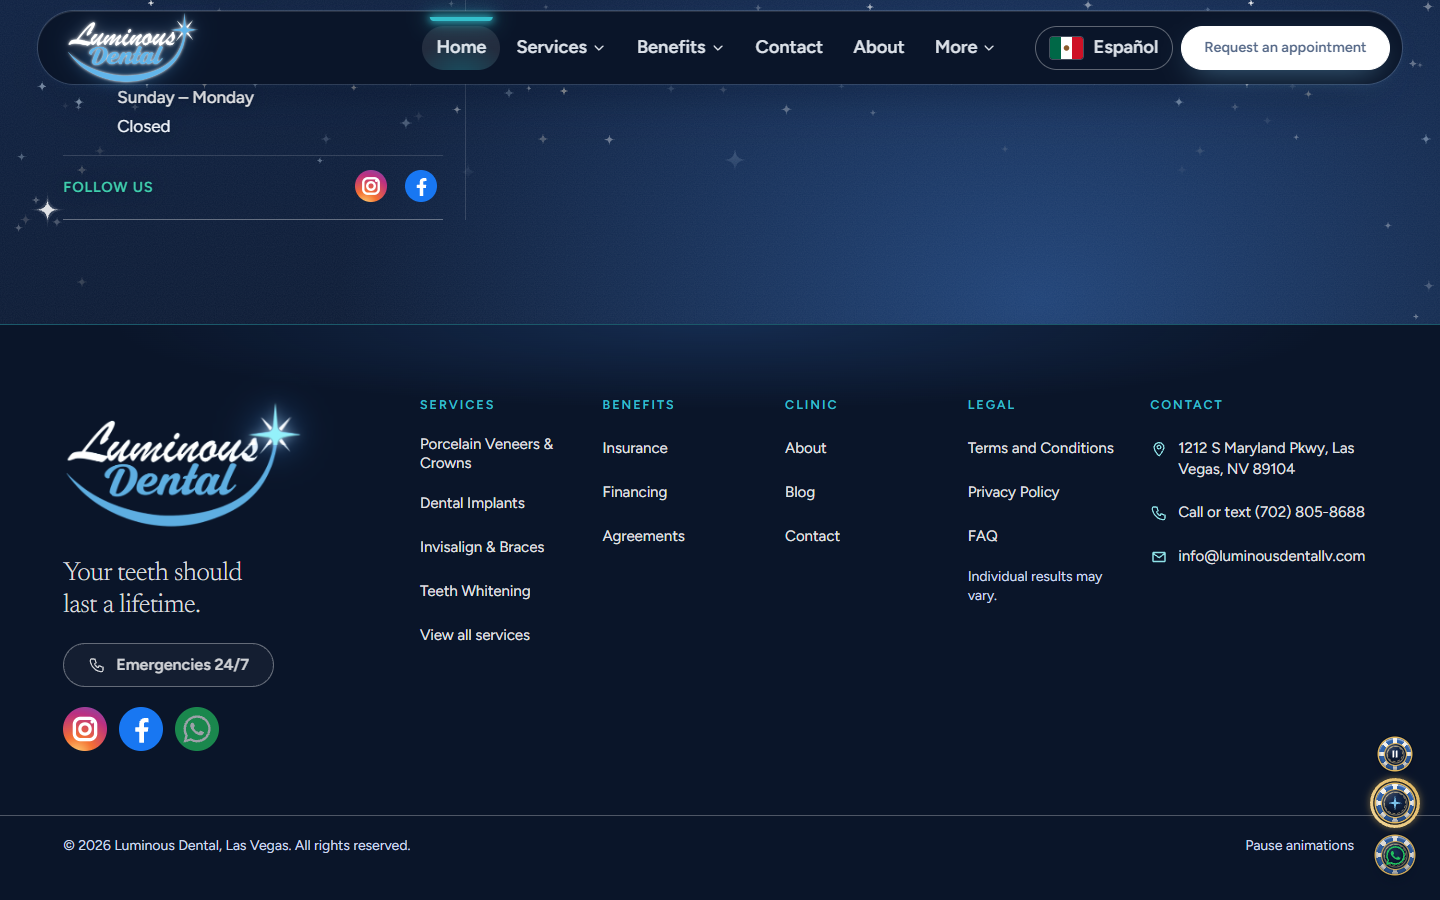 Luminous
Dental
Home
Services
Benefits
Contact
About
More
Español
Request an appointment
Sunday – Monday
Closed
FOLLOW US
Luminous
Dental
Your teeth should
last a lifetime.
Emergencies 24/7
SERVICES
Porcelain Veneers &
Crowns
Dental Implants
Invisalign & Braces
Teeth Whitening
View all services
BENEFITS
Insurance
Financing
Agreements
CLINIC
About
Blog
Contact
LEGAL
Terms and Conditions
Privacy Policy
FAQ
Individual results may
vary.
CONTACT
1212 S Maryland Pkwy, Las
Vegas, NV 89104
Call or text (702) 805-8688
info@luminousdentallv.com
© 2026 Luminous Dental, Las Vegas. All rights reserved.
Pause animations